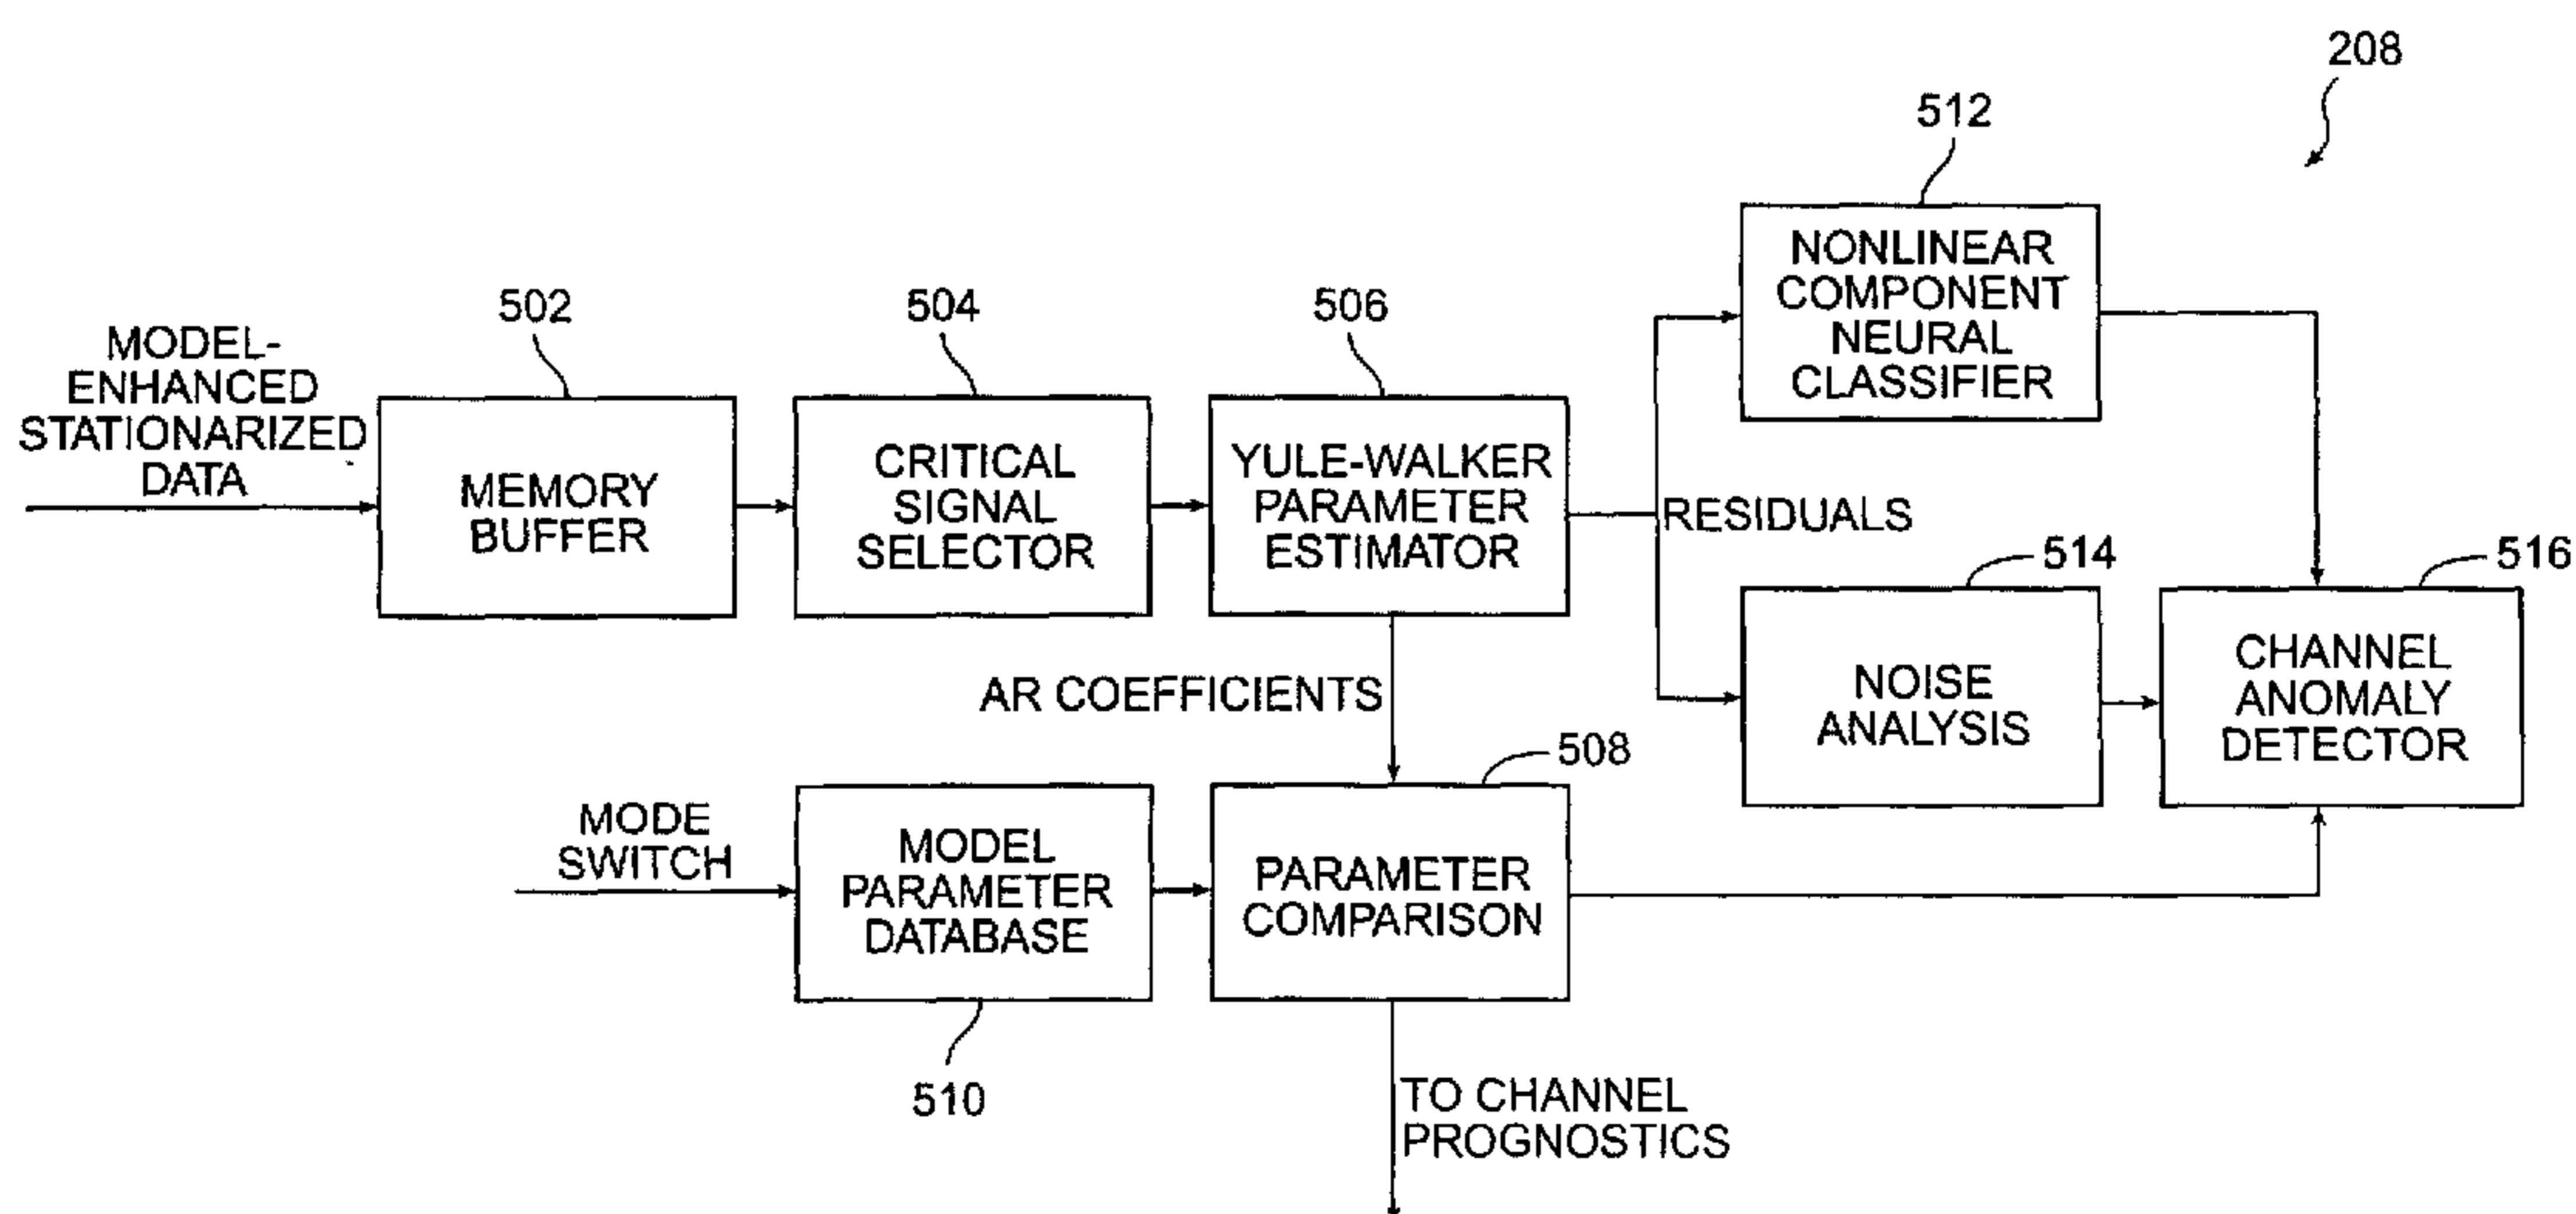 208
512
NONLINEAR
COMPONENT
NEURAL
CLASSIFIER
502
504
506
MODEL-
ENHANCED
STATIONARIZED
DATA
MEMORY
BUFFER
CRITICAL
SIGNAL
SELECTOR
YULE-WALKER
PARAMETER
ESTIMATOR
RESIDUALS
514
516
NOISE
ANALYSIS
CHANNEL
ANOMALY
DETECTOR
AR COEFFICIENTS
508
MODE
SWITCH
MODEL
PARAMETER
DATABASE
PARAMETER
COMPARISON
510
TO CHANNEL
PROGNOSTICS